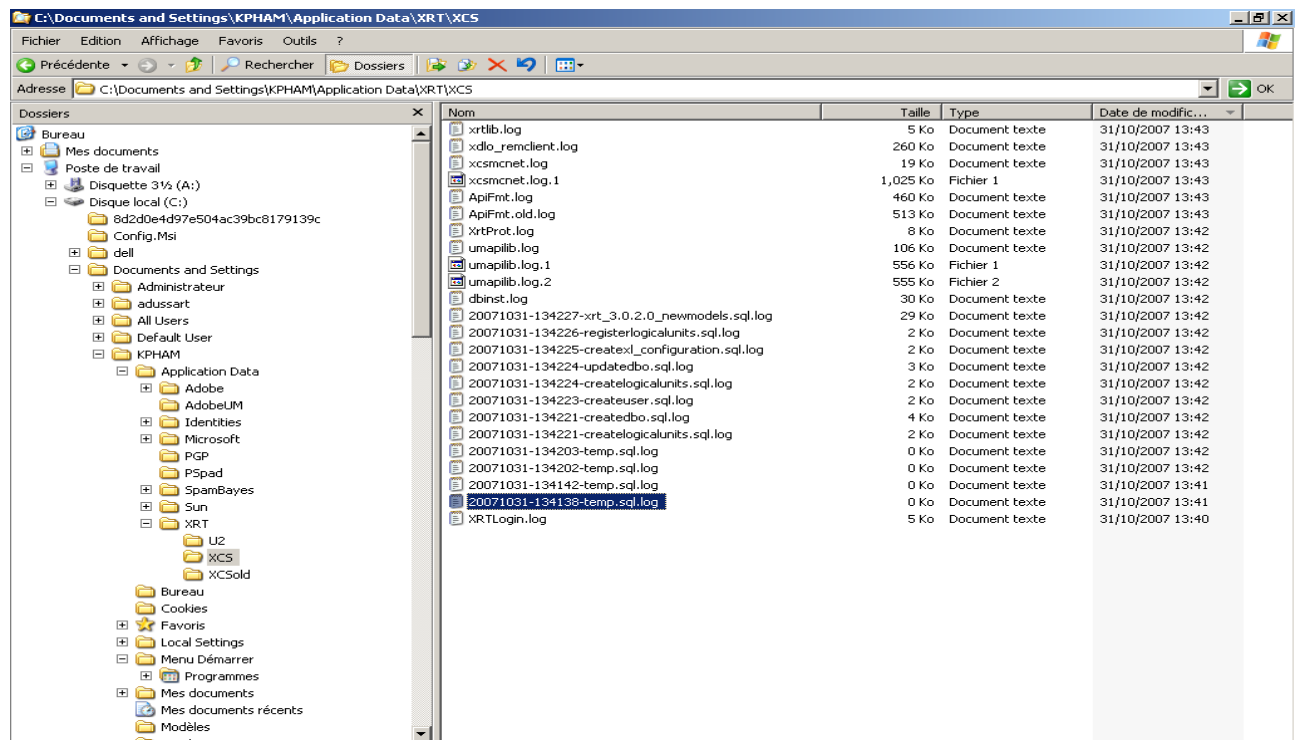 C:\Documents and Settings\KPHAM\Application Data\XRT\XCS
Fichier Edition Affichage Favoris Outils ?
Précédente Rechercher Dossiers
Adresse C:\Documents and Settings\KPHAM\Application Data\XRT\XCS OK
Dossiers
Bureau
Mes documents
Poste de travail
Disquette 3½ (A:)
Disque local (C:)
8d2d0e4d97e504ac39bc8179139c
Config.Msi
dell
Documents and Settings
Administrateur
adussart
All Users
Default User
KPHAM
Application Data
Adobe
AdobeUM
Identities
Microsoft
PGP
PSpad
SpamBayes
Sun
XRT
U2
XCS
XCSold
Bureau
Cookies
Favoris
Local Settings
Menu Démarrer
Programmes
Mes documents
Mes documents récents
Modèles
Nom Taille Type Date de modific...
xrtlib.log 5 Ko Document texte 31/10/2007 13:43
xdlo_remclient.log 260 Ko Document texte 31/10/2007 13:43
xcsmcnet.log 19 Ko Document texte 31/10/2007 13:43
xcsmcnet.log.1 1,025 Ko Fichier 1 31/10/2007 13:43
ApiFmt.log 460 Ko Document texte 31/10/2007 13:43
ApiFmt.old.log 513 Ko Document texte 31/10/2007 13:43
XrtProt.log 8 Ko Document texte 31/10/2007 13:42
umapilib.log 106 Ko Document texte 31/10/2007 13:42
umapilib.log.1 556 Ko Fichier 1 31/10/2007 13:42
umapilib.log.2 555 Ko Fichier 2 31/10/2007 13:42
dbinst.log 30 Ko Document texte 31/10/2007 13:42
20071031-134227-xrt_3.0.2.0_newmodels.sql.log 29 Ko Document texte 31/10/2007 13:42
20071031-134226-registerlogicalunits.sql.log 2 Ko Document texte 31/10/2007 13:42
20071031-134225-createxl_configuration.sql.log 2 Ko Document texte 31/10/2007 13:42
20071031-134224-updatedbo.sql.log 3 Ko Document texte 31/10/2007 13:42
20071031-134224-createlogicalunits.sql.log 2 Ko Document texte 31/10/2007 13:42
20071031-134223-createuser.sql.log 2 Ko Document texte 31/10/2007 13:42
20071031-134221-createdbo.sql.log 4 Ko Document texte 31/10/2007 13:42
20071031-134221-createlogicalunits.sql.log 2 Ko Document texte 31/10/2007 13:42
20071031-134203-temp.sql.log 0 Ko Document texte 31/10/2007 13:42
20071031-134202-temp.sql.log 0 Ko Document texte 31/10/2007 13:42
20071031-134142-temp.sql.log 0 Ko Document texte 31/10/2007 13:41
20071031-134138-temp.sql.log 0 Ko Document texte 31/10/2007 13:41
XRTLogin.log 5 Ko Document texte 31/10/2007 13:40